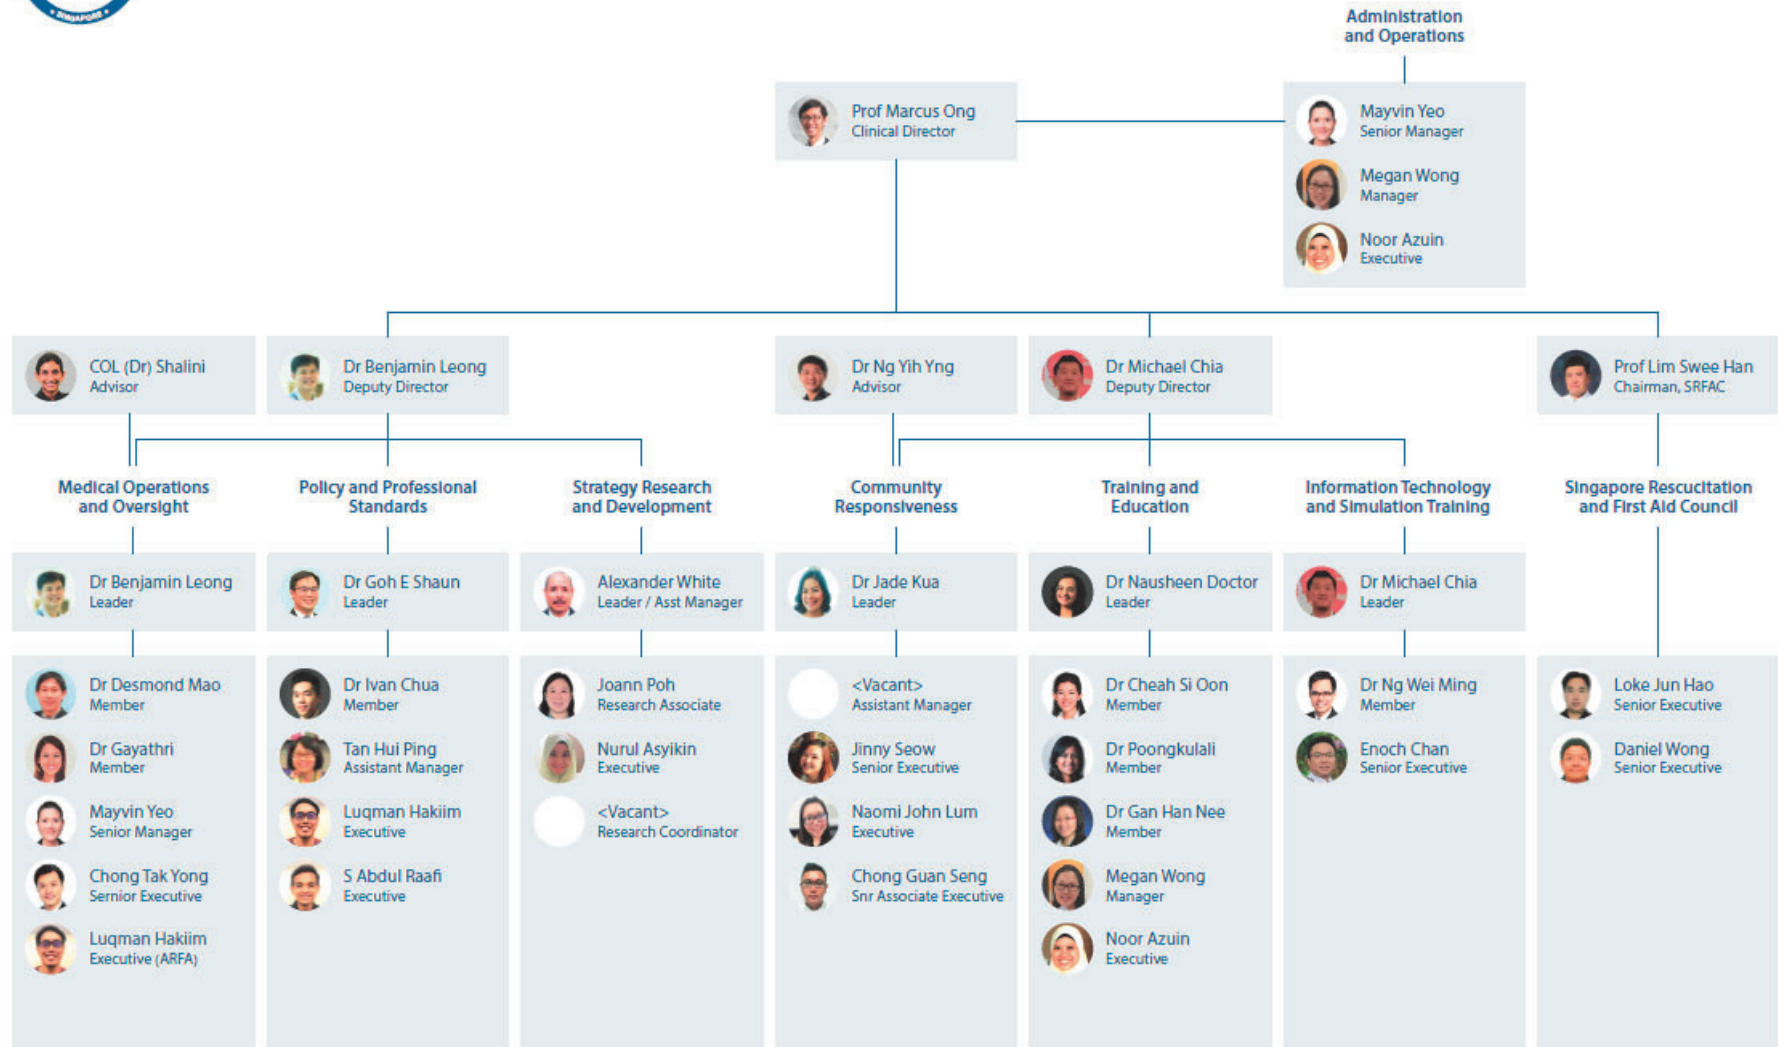 • SINGAPORE •
Administration
and Operations
Prof Marcus Ong
Clinical Director
Mayvin Yeo
Senior Manager
Megan Wong
Manager
Noor Azuin
Executive
COL (Dr) Shalini
Advisor
Dr Benjamin Leong
Deputy Director
Dr Ng Yih Yng
Advisor
Dr Michael Chia
Deputy Director
Prof Lim Swee Han
Chairman, SRFAC
Medical Operations
and Oversight
Policy and Professional
Standards
Strategy Research
and Development
Community
Responsiveness
Training and
Education
Information Technology
and Simulation Training
Singapore Rescucitation
and First Aid Council
Dr Benjamin Leong
Leader
Dr Goh E Shaun
Leader
Alexander White
Leader / Asst Manager
Dr Jade Kua
Leader
Dr Nausheen Doctor
Leader
Dr Michael Chia
Leader
Dr Desmond Mao
Member
Dr Gayathri
Member
Mayvin Yeo
Senior Manager
Chong Tak Yong
Sernior Executive
Luqman Hakiim
Executive (ARFA)
Dr Ivan Chua
Member
Tan Hui Ping
Assistant Manager
Luqman Hakiim
Executive
S Abdul Raafi
Executive
Joann Poh
Research Associate
Nurul Asyikin
Executive
<Vacant>
Research Coordinator
<Vacant>
Assistant Manager
Jinny Seow
Senior Executive
Naomi John Lum
Executive
Chong Guan Seng
Snr Associate Executive
Dr Cheah Si Oon
Member
Dr Poongkulali
Member
Dr Gan Han Nee
Member
Megan Wong
Manager
Noor Azuin
Executive
Dr Ng Wei Ming
Member
Enoch Chan
Senior Executive
Loke Jun Hao
Senior Executive
Daniel Wong
Senior Executive